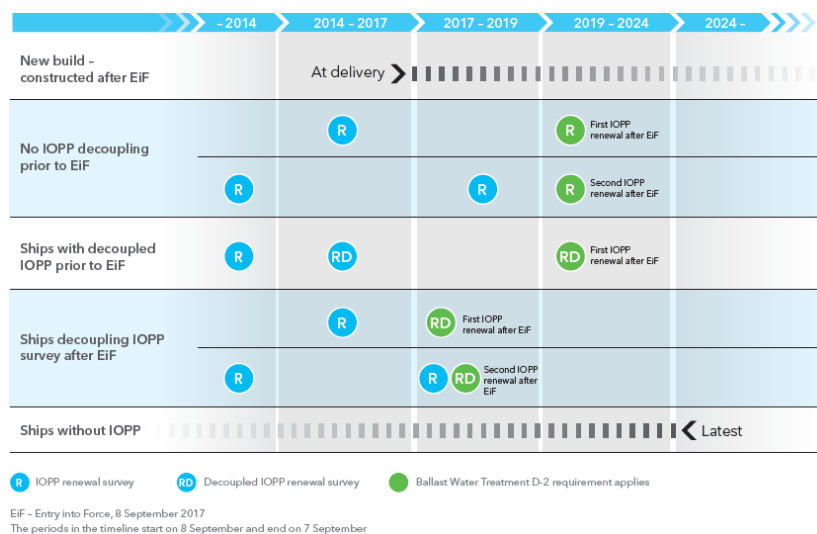 – 2014
2014 – 2017
2017 – 2019
2019 – 2024
2024 –
New build –
constructed after EiF
At delivery
No IOPP decoupling
prior to EiF
R
R
First IOPP
renewal after EiF
R
R
R
Second IOPP
renewal after EiF
Ships with decoupled
IOPP prior to EiF
R
RD
RD
First IOPP
renewal after EiF
Ships decoupling IOPP
survey after EiF
R
RD
First IOPP
renewal after EiF
R
R
RD
Second IOPP
renewal after
EiF
Ships without IOPP
Latest
R
IOPP renewal survey
RD
Decoupled IOPP renewal survey
Ballast Water Treatment D-2 requirement applies
EiF – Entry into Force, 8 September 2017
The periods in the timeline start on 8 September and end on 7 September